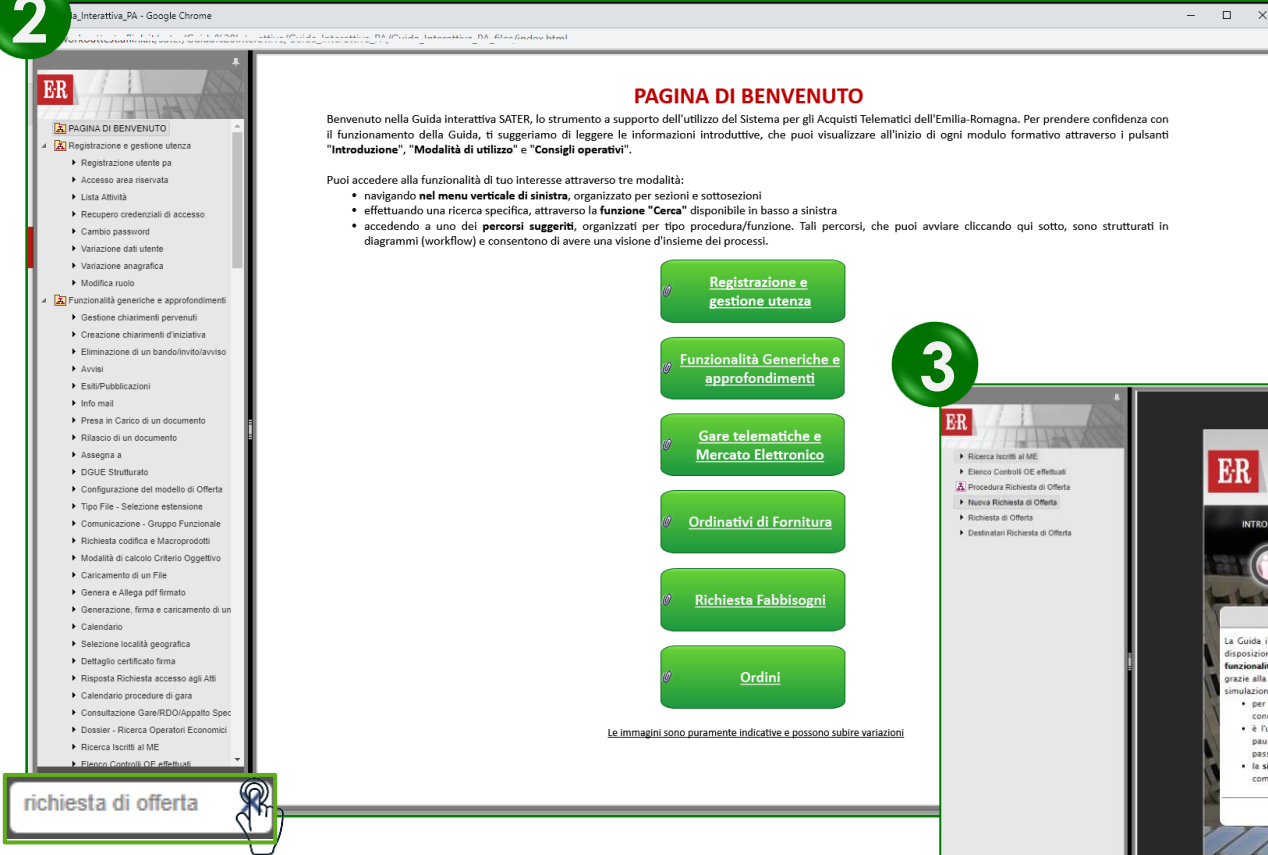 2
a_Interattiva_PA - Google Chrome
E-R
PAGINA DI BENVENUTO
Registrazione e gestione utenza
Registrazione utente pa
Accesso area riservata
Lista Attività
Recupero credenziali di accesso
Cambio password
Variazione dati utente
Variazione anagrafica
Modifica ruolo
Funzionalità generiche e approfondimenti
Gestione chiarimenti pervenuti
Creazione chiarimenti d'iniziativa
Eliminazione di un bando/invito/avviso
Avvisi
Esiti/Pubblicazioni
Info mail
Presa in Carico di un documento
Rilascio di un documento
Assegna a
DGUE Strutturato
Configurazione del modello di Offerta
Tipo File - Selezione estensione
Comunicazione - Gruppo Funzionale
Richiesta codifica e Macroprodotti
Modalità di calcolo Criterio Oggettivo
Caricamento di un File
Genera e Allega pdf firmato
Generazione, firma e caricamento di un
Calendario
Selezione località geografica
Dettaglio certificato firma
Risposta Richiesta accesso agli Atti
Calendario procedure di gara
Consultazione Gare/RDO/Appalto Spec
Dossier - Ricerca Operatori Economici
Ricerca Iscritti al ME
Elenco Controlli OE effettuati
richiesta di offerta
PAGINA DI BENVENUTO
Benvenuto nella Guida interattiva SATER, lo strumento a supporto dell'utilizzo del Sistema per gli Acquisti Telematici dell'Emilia-Romagna. Per prendere confidenza con
il funzionamento della Guida, ti suggeriamo di leggere le informazioni introduttive, che puoi visualizzare all'inizio di ogni modulo formativo attraverso i pulsanti
"Introduzione", "Modalità di utilizzo" e "Consigli operativi".
Puoi accedere alla funzionalità di tuo interesse attraverso tre modalità:
• navigando nel menu verticale di sinistra, organizzato per sezioni e sottosezioni
• effettuando una ricerca specifica, attraverso la funzione "Cerca" disponibile in basso a sinistra
• accedendo a uno dei percorsi suggeriti, organizzati per tipo procedura/funzione. Tali percorsi, che puoi avviare cliccando qui sotto, sono strutturati in
diagrammi (workflow) e consentono di avere una visione d'insieme dei processi.
Registrazione e
gestione utenza
Funzionalità Generiche e
approfondimenti
Gare telematiche e
Mercato Elettronico
Ordinativi di Fornitura
Richiesta Fabbisogni
Ordini
Le immagini sono puramente indicative e possono subire variazioni
3
E-R
Ricerca Iscritti al ME
Elenco Controlli OE effettuati
Procedura Richiesta di Offerta
Nuova Richiesta di Offerta
Richiesta di Offerta
Destinatari Richiesta di Offerta
E-R
INTRO
La Guida i
disposizion
funzionalit
grazie alla
simulazion
• per
con
• è l'u
pau
pass
• la si
com